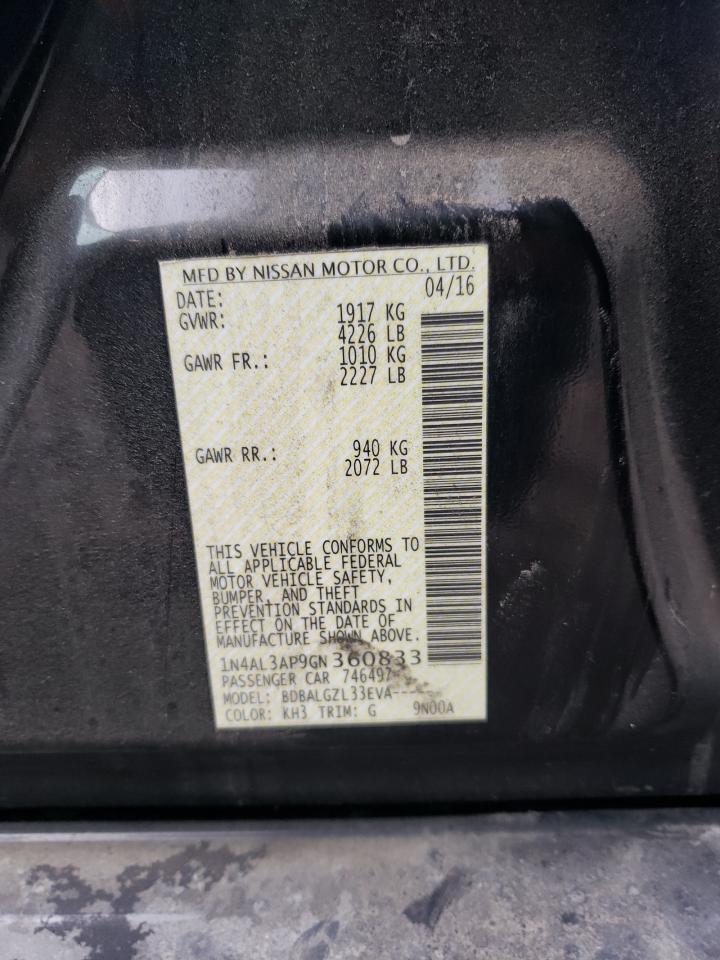 MFD BY NISSAN MOTOR CO., LTD.
DATE: 04/16
GVWR: 1917 KG
4226 LB
GAWR FR.: 1010 KG
2227 LB
GAWR RR.: 940 KG
2072 LB
THIS VEHICLE CONFORMS TO
ALL APPLICABLE FEDERAL
MOTOR VEHICLE SAFETY,
BUMPER, AND THEFT
PREVENTION STANDARDS IN
EFFECT ON THE DATE OF
MANUFACTURE SHOWN ABOVE.
1N4AL3AP9GN 360833
PASSENGER CAR 746497
MODEL: BDBALGZL33EVA-----
COLOR: KH3 TRIM: G 9N00A